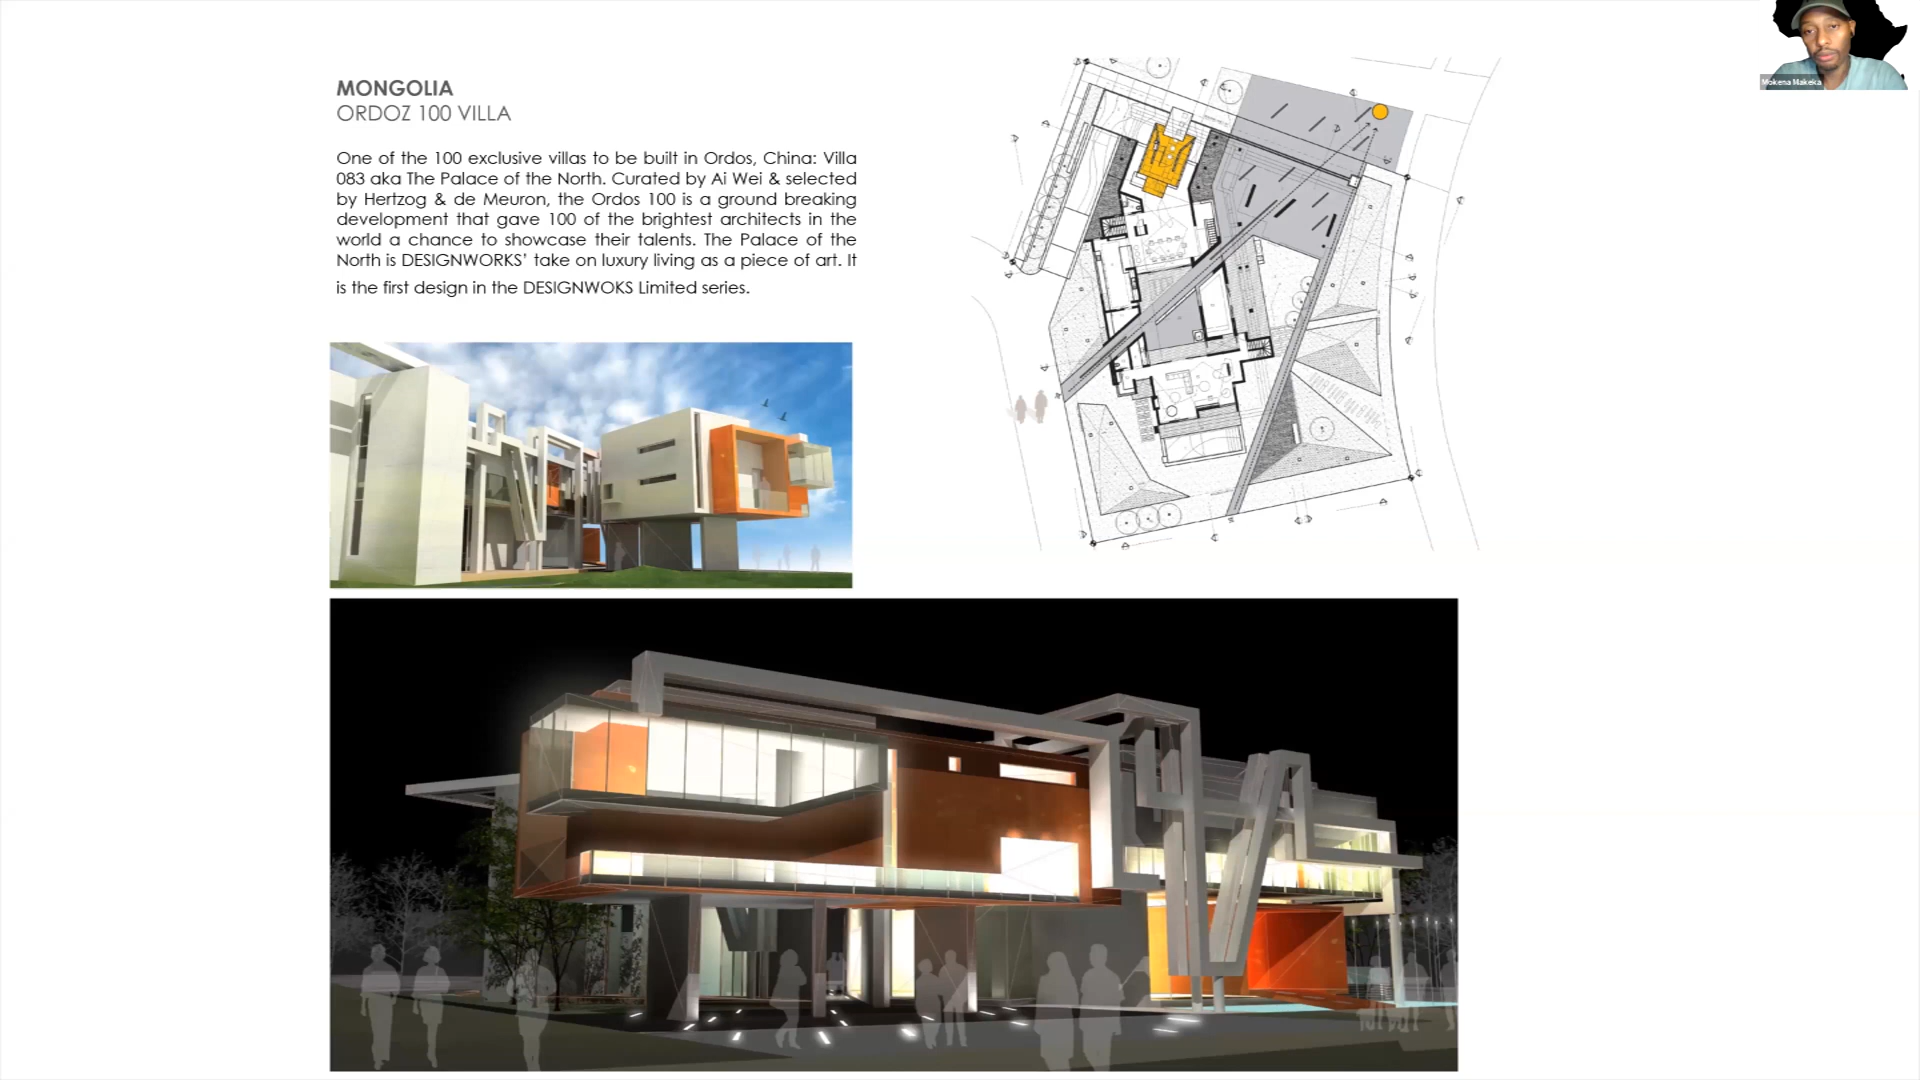 MONGOLIA
ORDOZ 100 VILLA
One of the 100 exclusive villas to be built in Ordos, China: Villa
083 aka The Palace of the North. Curated by Ai Wei & selected
by Hertzog & de Meuron, the Ordos 100 is a ground breaking
development that gave 100 of the brightest architects in the
world a chance to showcase their talents. The Palace of the
North is DESIGNWORKS’ take on luxury living as a piece of art. It
is the first design in the DESIGNWOKS Limited series.
Mokena Makeka